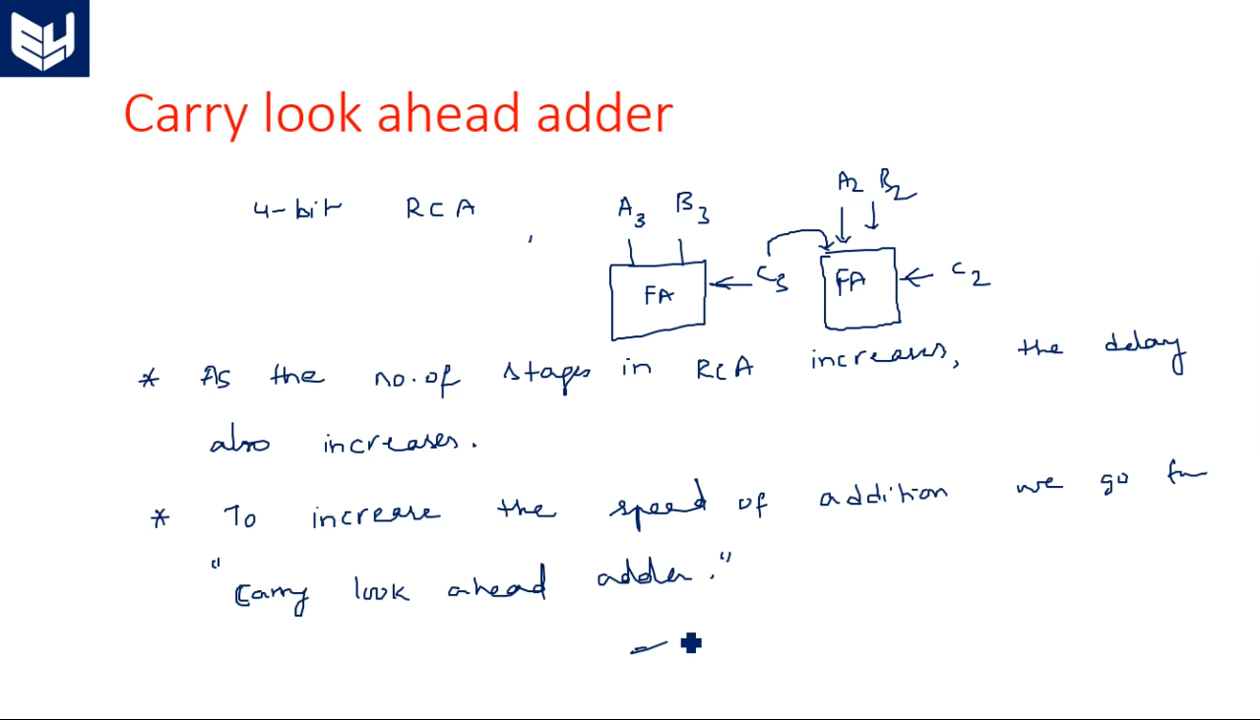 EEH
Carry look ahead adder
4-bit RCA ,
A3 B3
A2 B2
FA C3 FA C2
* As the no. of stages in RCA increases, the delay
also increases.
* To increase the speed of addition we go for
"Carry look ahead adder."